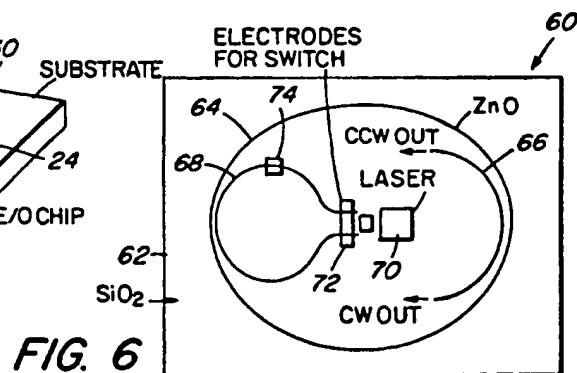 60
ELECTRODES
FOR SWITCH
SUBSTRATE
74
64
ZnO
CCW OUT
66
68
24
LASER
E/O CHIP
62
72
70
SiO2
CW OUT
FIG. 6